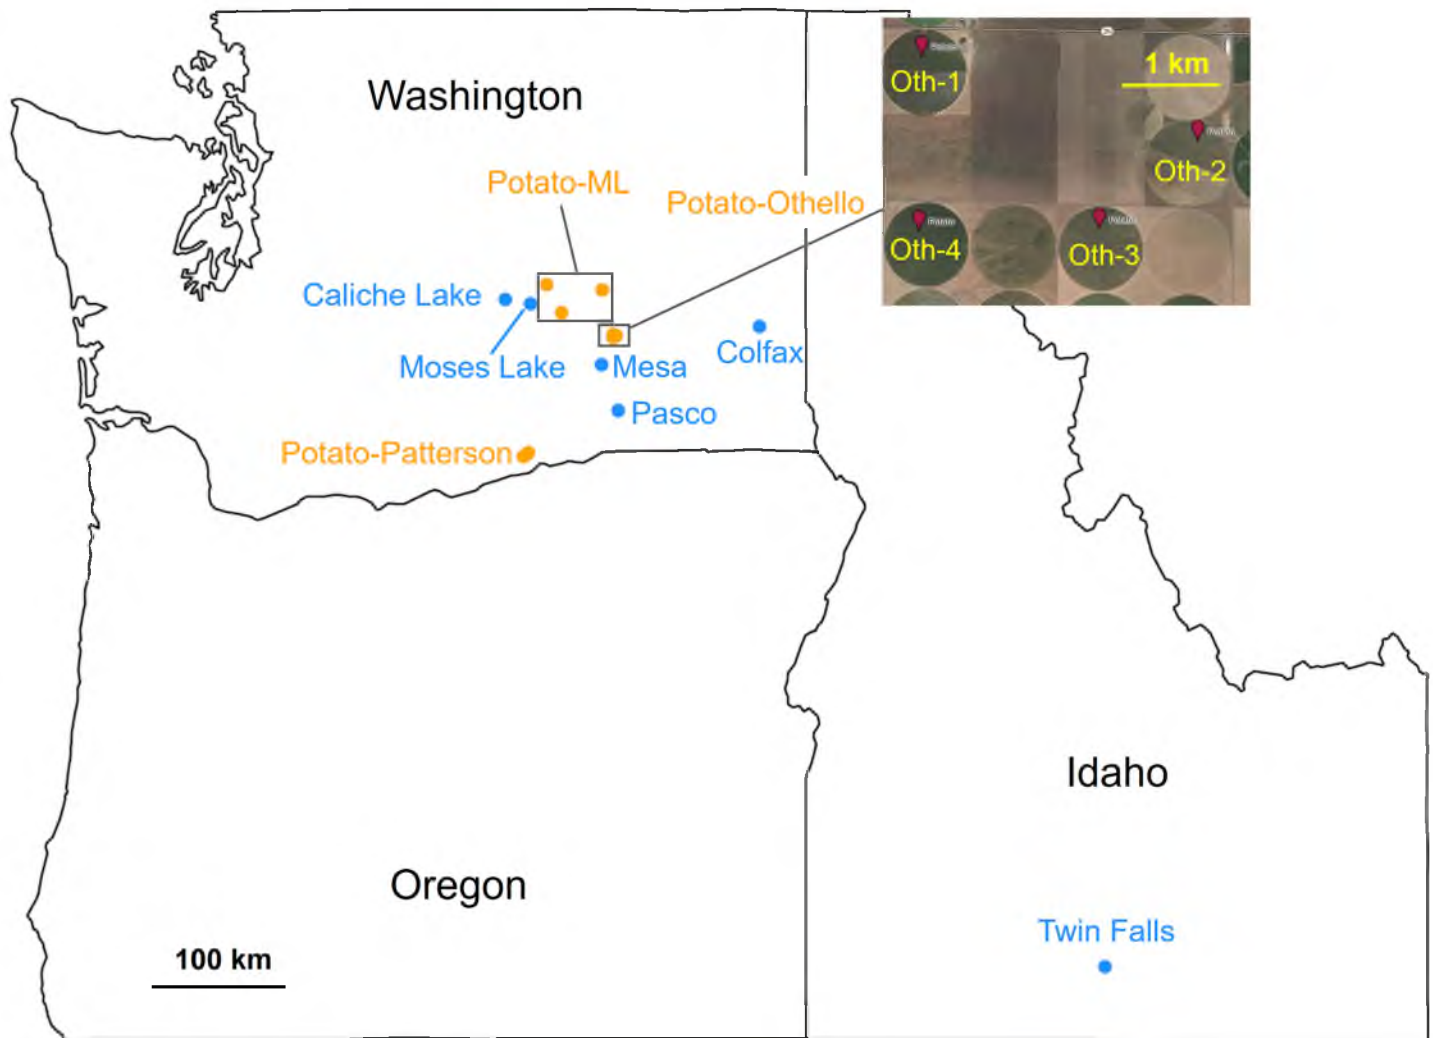 Washington
Oth-1
1 km
Oth-2
Potato-ML
Potato-Othello
Oth-4
Oth-3
Caliche Lake
Moses Lake
Mesa
Colfax
Pasco
Potato-Patterson
Idaho
Oregon
Twin Falls
100 km